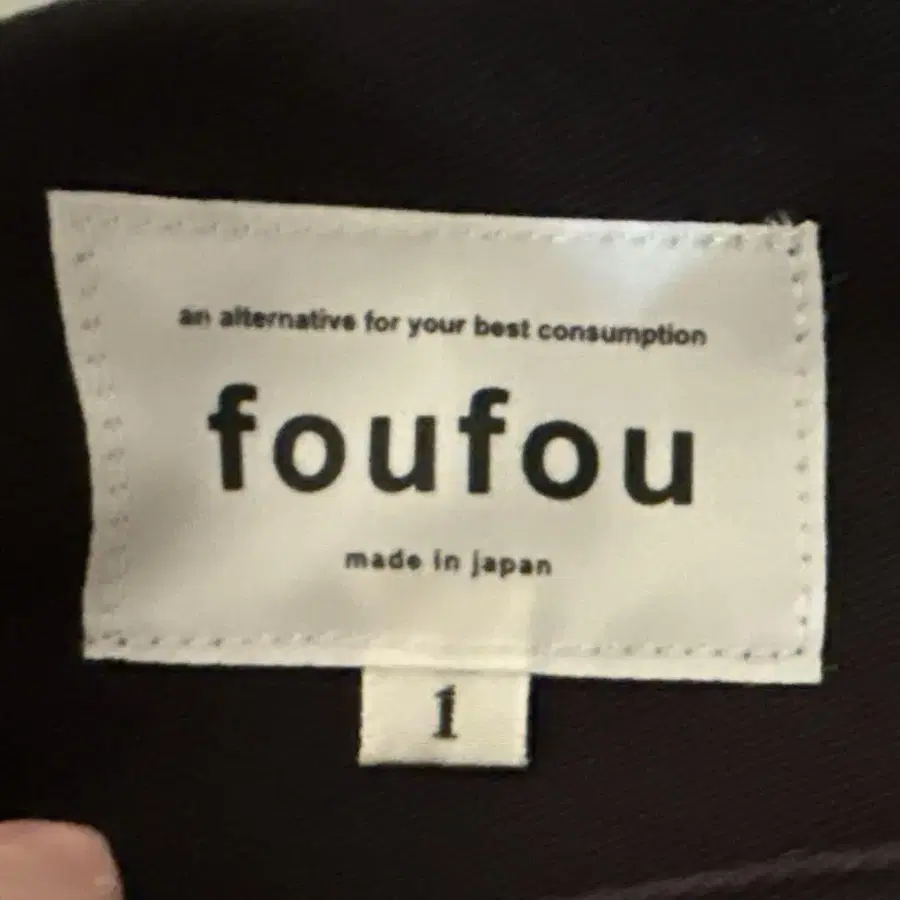 an alternative for your best consumption
foufou
made in japan
1